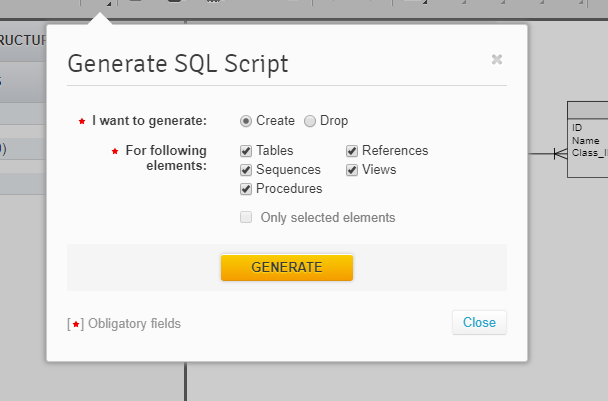 RUCTUR
Generate SQL Script
I want to generate: Create Drop
For following elements:
Tables References
Sequences Views
Procedures
Only selected elements
GENERATE
[★] Obligatory fields
Close
ID
Name